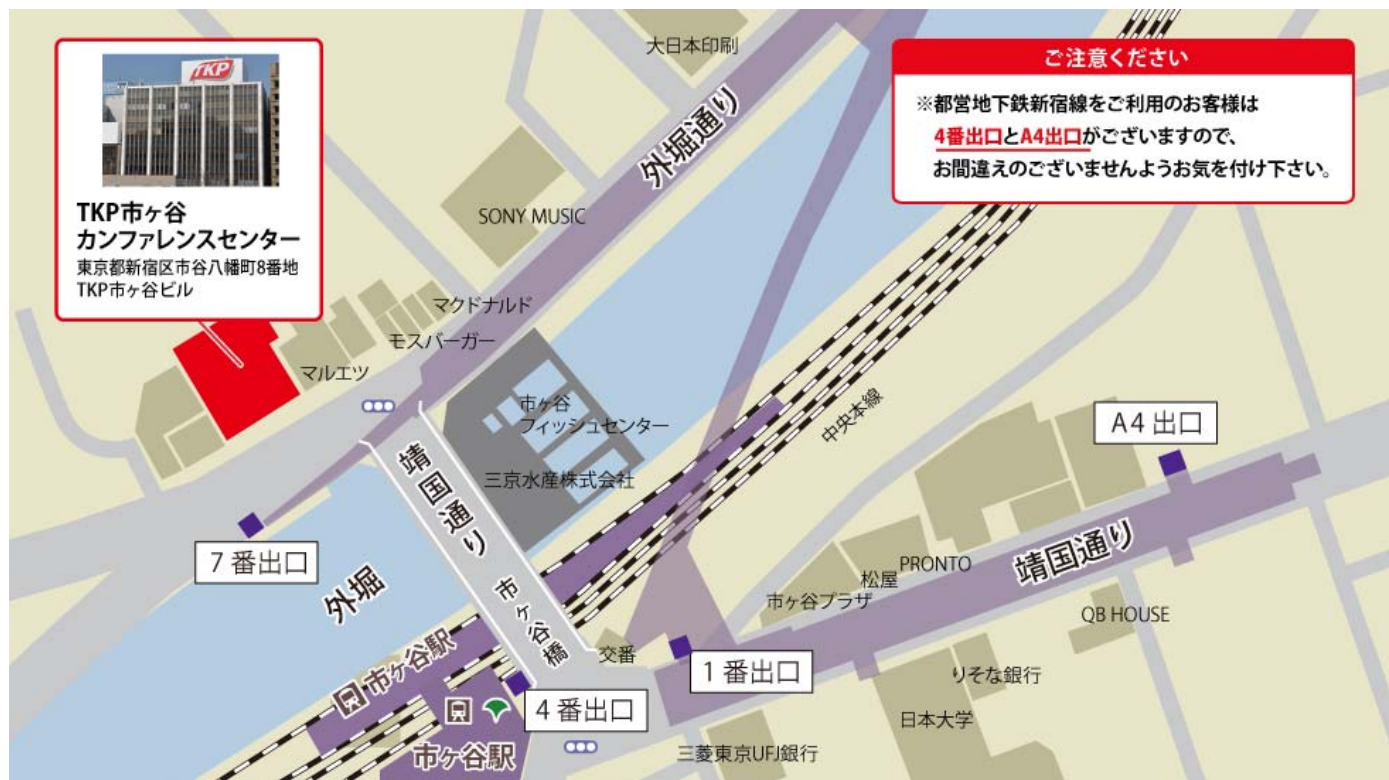 TKP
TKP市ヶ谷
カンファレンスセンター
東京都新宿区市谷八幡町8番地
TKP市ヶ谷ビル
大日本印刷
外堀通り
ご注意ください
※都営地下鉄新宿線をご利用のお客様は
4番出口とA4出口がございますので、
お間違えのございませんようお気を付け下さい。
SONY MUSIC
マクドナルド
モスバーガー
マルエツ
市ヶ谷
フィッシュセンター
三京水産株式会社
中央本線
A4 出口
靖国通り
7 番出口
外堀
市ヶ谷橋
靖国通り
PRONTO
松屋
市ヶ谷プラザ
QB HOUSE
交番
1 番出口
市ヶ谷駅
りそな銀行
4 番出口
日本大学
市ヶ谷駅
三菱東京UFJ銀行